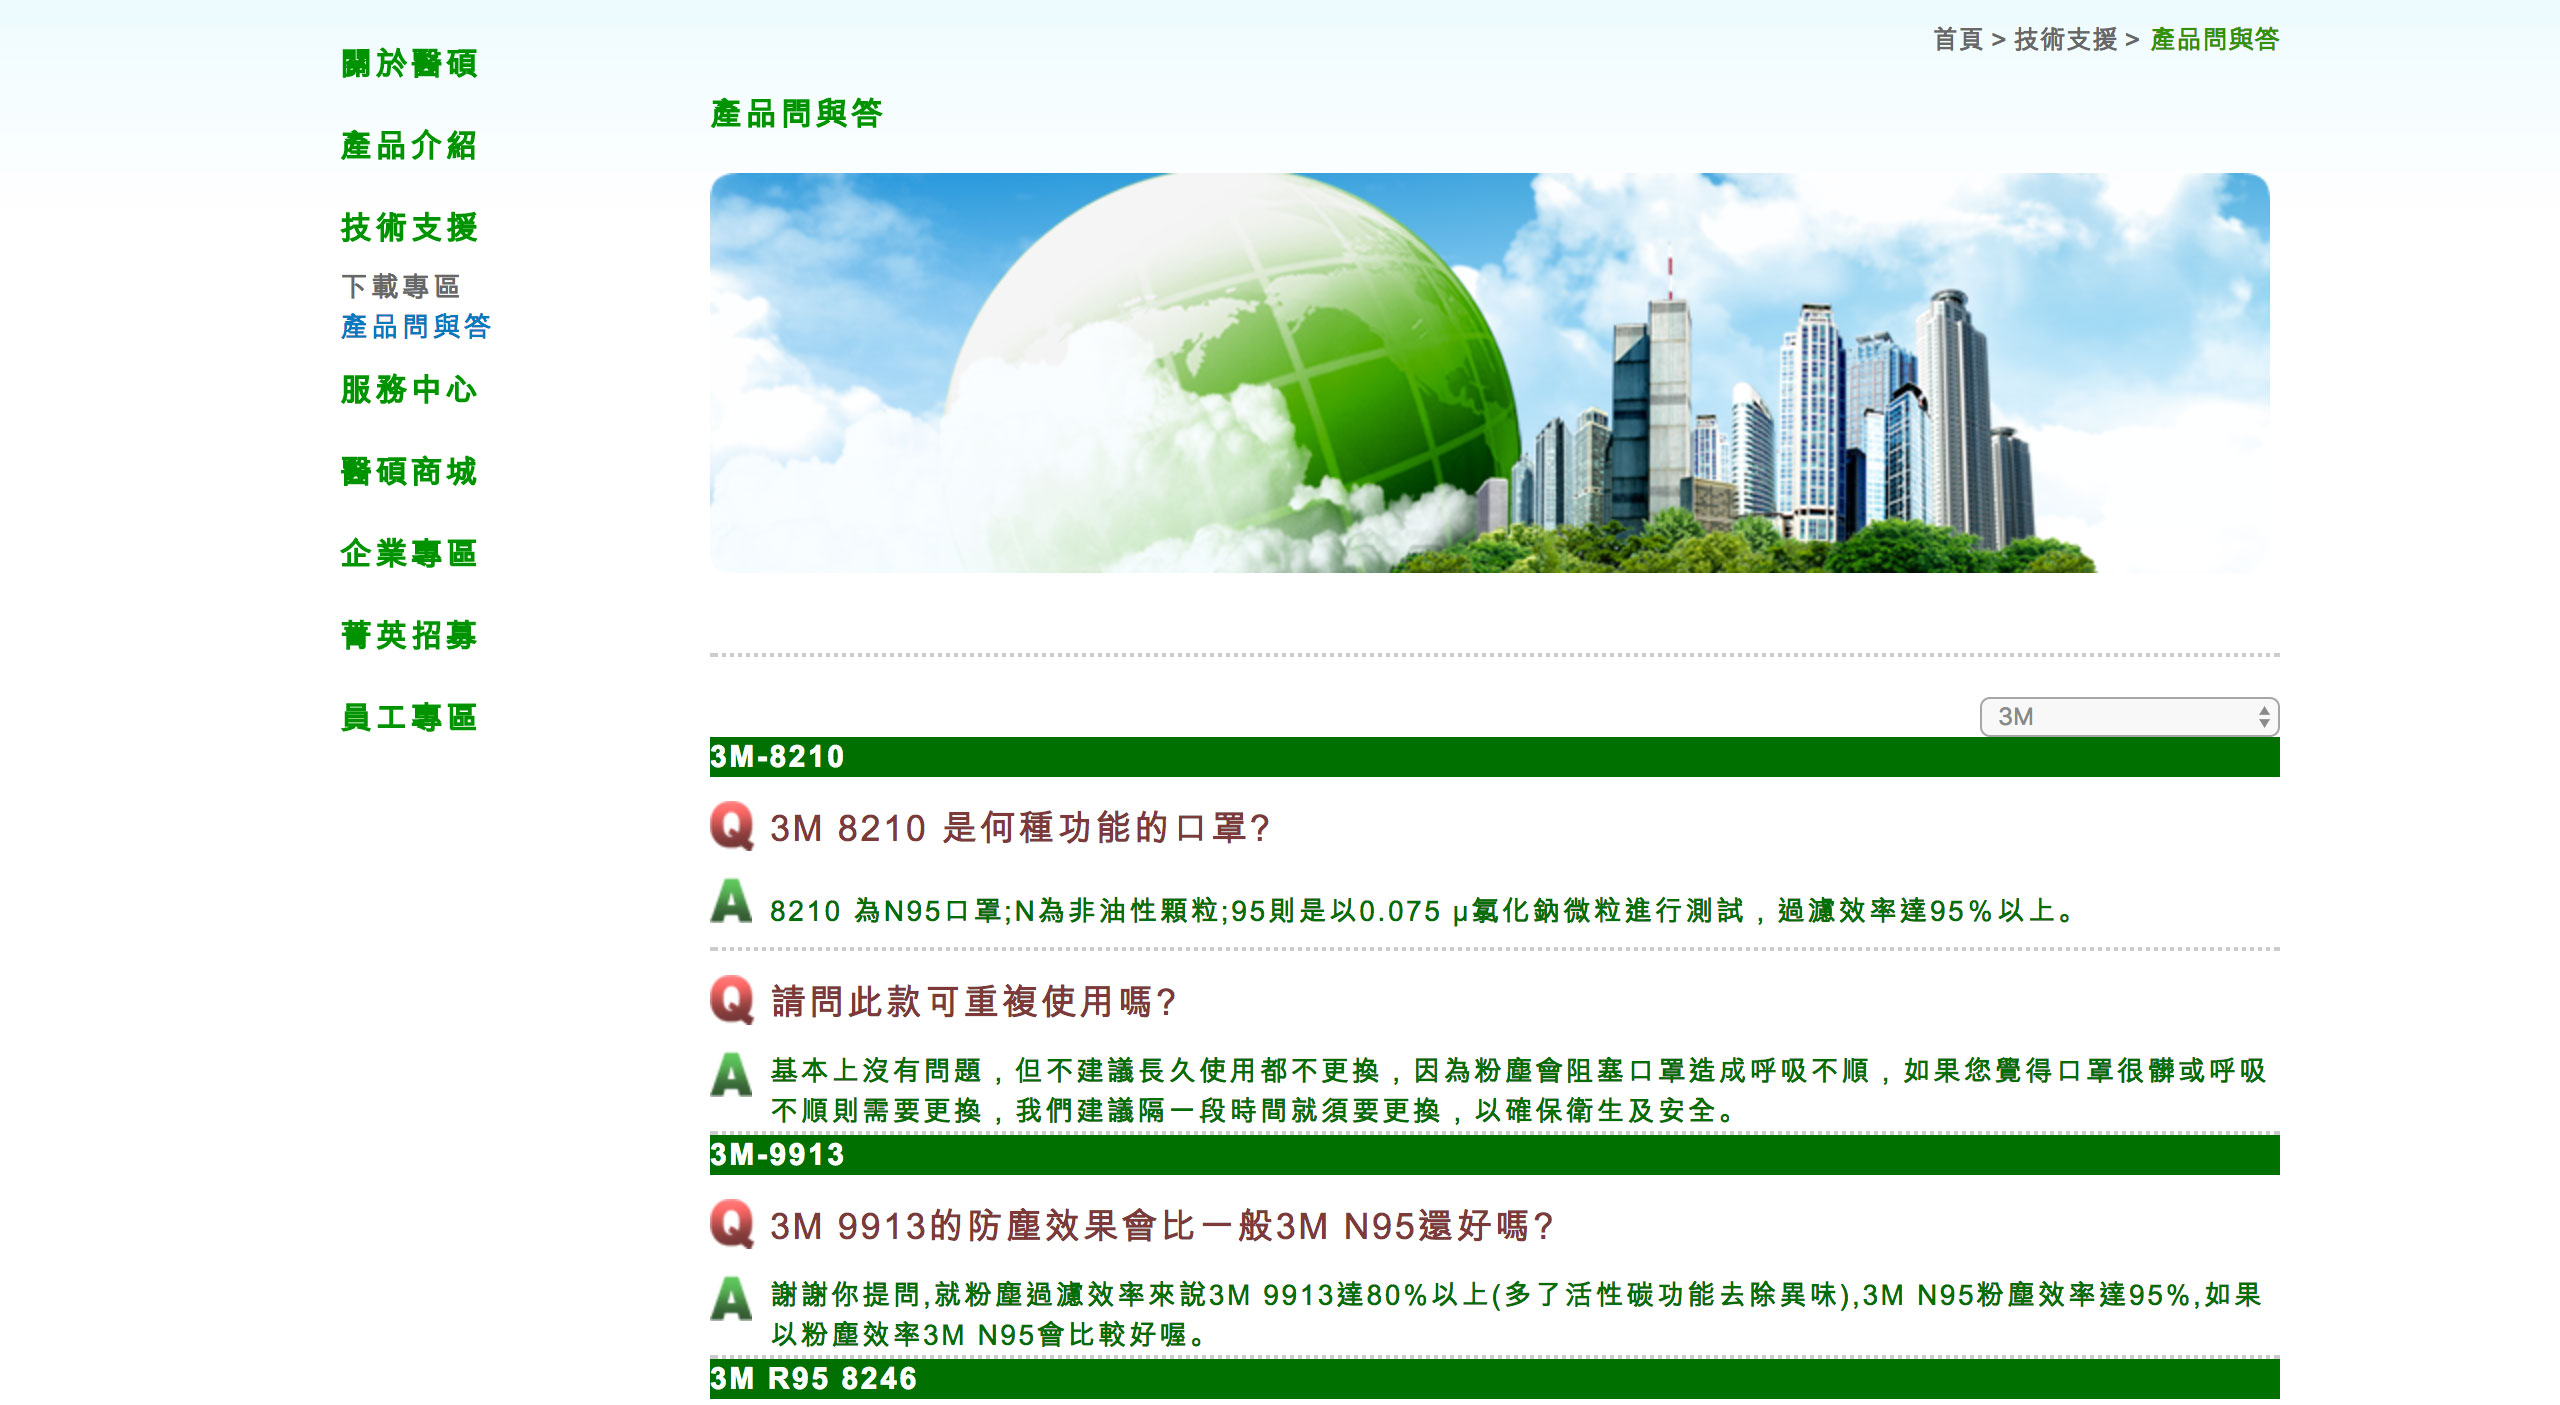 首頁 > 技術支援 > 產品問與答
關於醫碩
產品介紹
技術支援
下載專區
產品問與答
服務中心
醫碩商城
企業專區
菁英招募
員工專區
產品問與答
3M
3M-8210
Q 3M 8210 是何種功能的口罩?
A 8210 為N95口罩;N為非油性顆粒;95則是以0.075 μ氯化鈉微粒進行測試，過濾效率達95%以上。
Q 請問此款可重複使用嗎?
A 基本上沒有問題，但不建議長久使用都不更換，因為粉塵會阻塞口罩造成呼吸不順，如果您覺得口罩很髒或呼吸
不順則需要更換，我們建議隔一段時間就須要更換，以確保衛生及安全。
3M-9913
Q 3M 9913的防塵效果會比一般3M N95還好嗎?
A 謝謝你提問,就粉塵過濾效率來說3M 9913達80%以上(多了活性碳功能去除異味),3M N95粉塵效率達95%,如果
以粉塵效率3M N95會比較好喔。
3M R95 8246